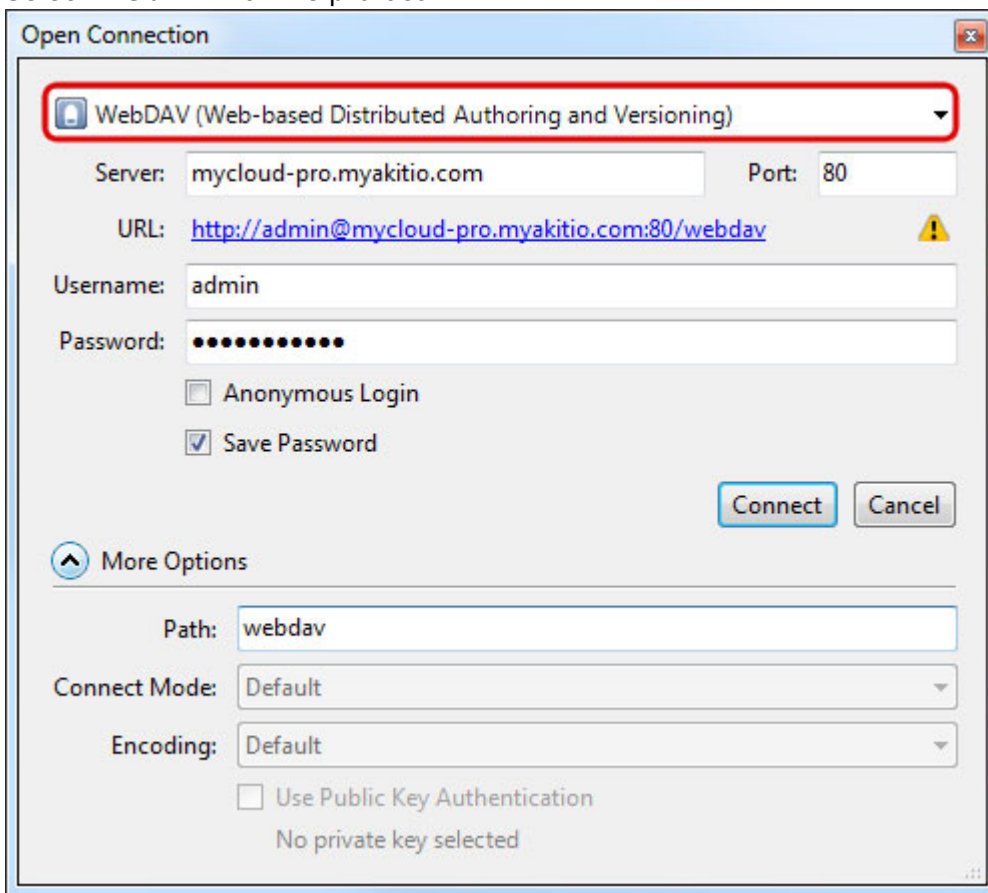 Open Connection
WebDAV (Web-based Distributed Authoring and Versioning)
Server: mycloud-pro.myakitio.com Port: 80
URL: http://admin@mycloud-pro.myakitio.com:80/webdav
Username: admin
Password: •••••••••••
Anonymous Login
Save Password
Connect Cancel
More Options
Path: webdav
Connect Mode: Default
Encoding: Default
Use Public Key Authentication
No private key selected